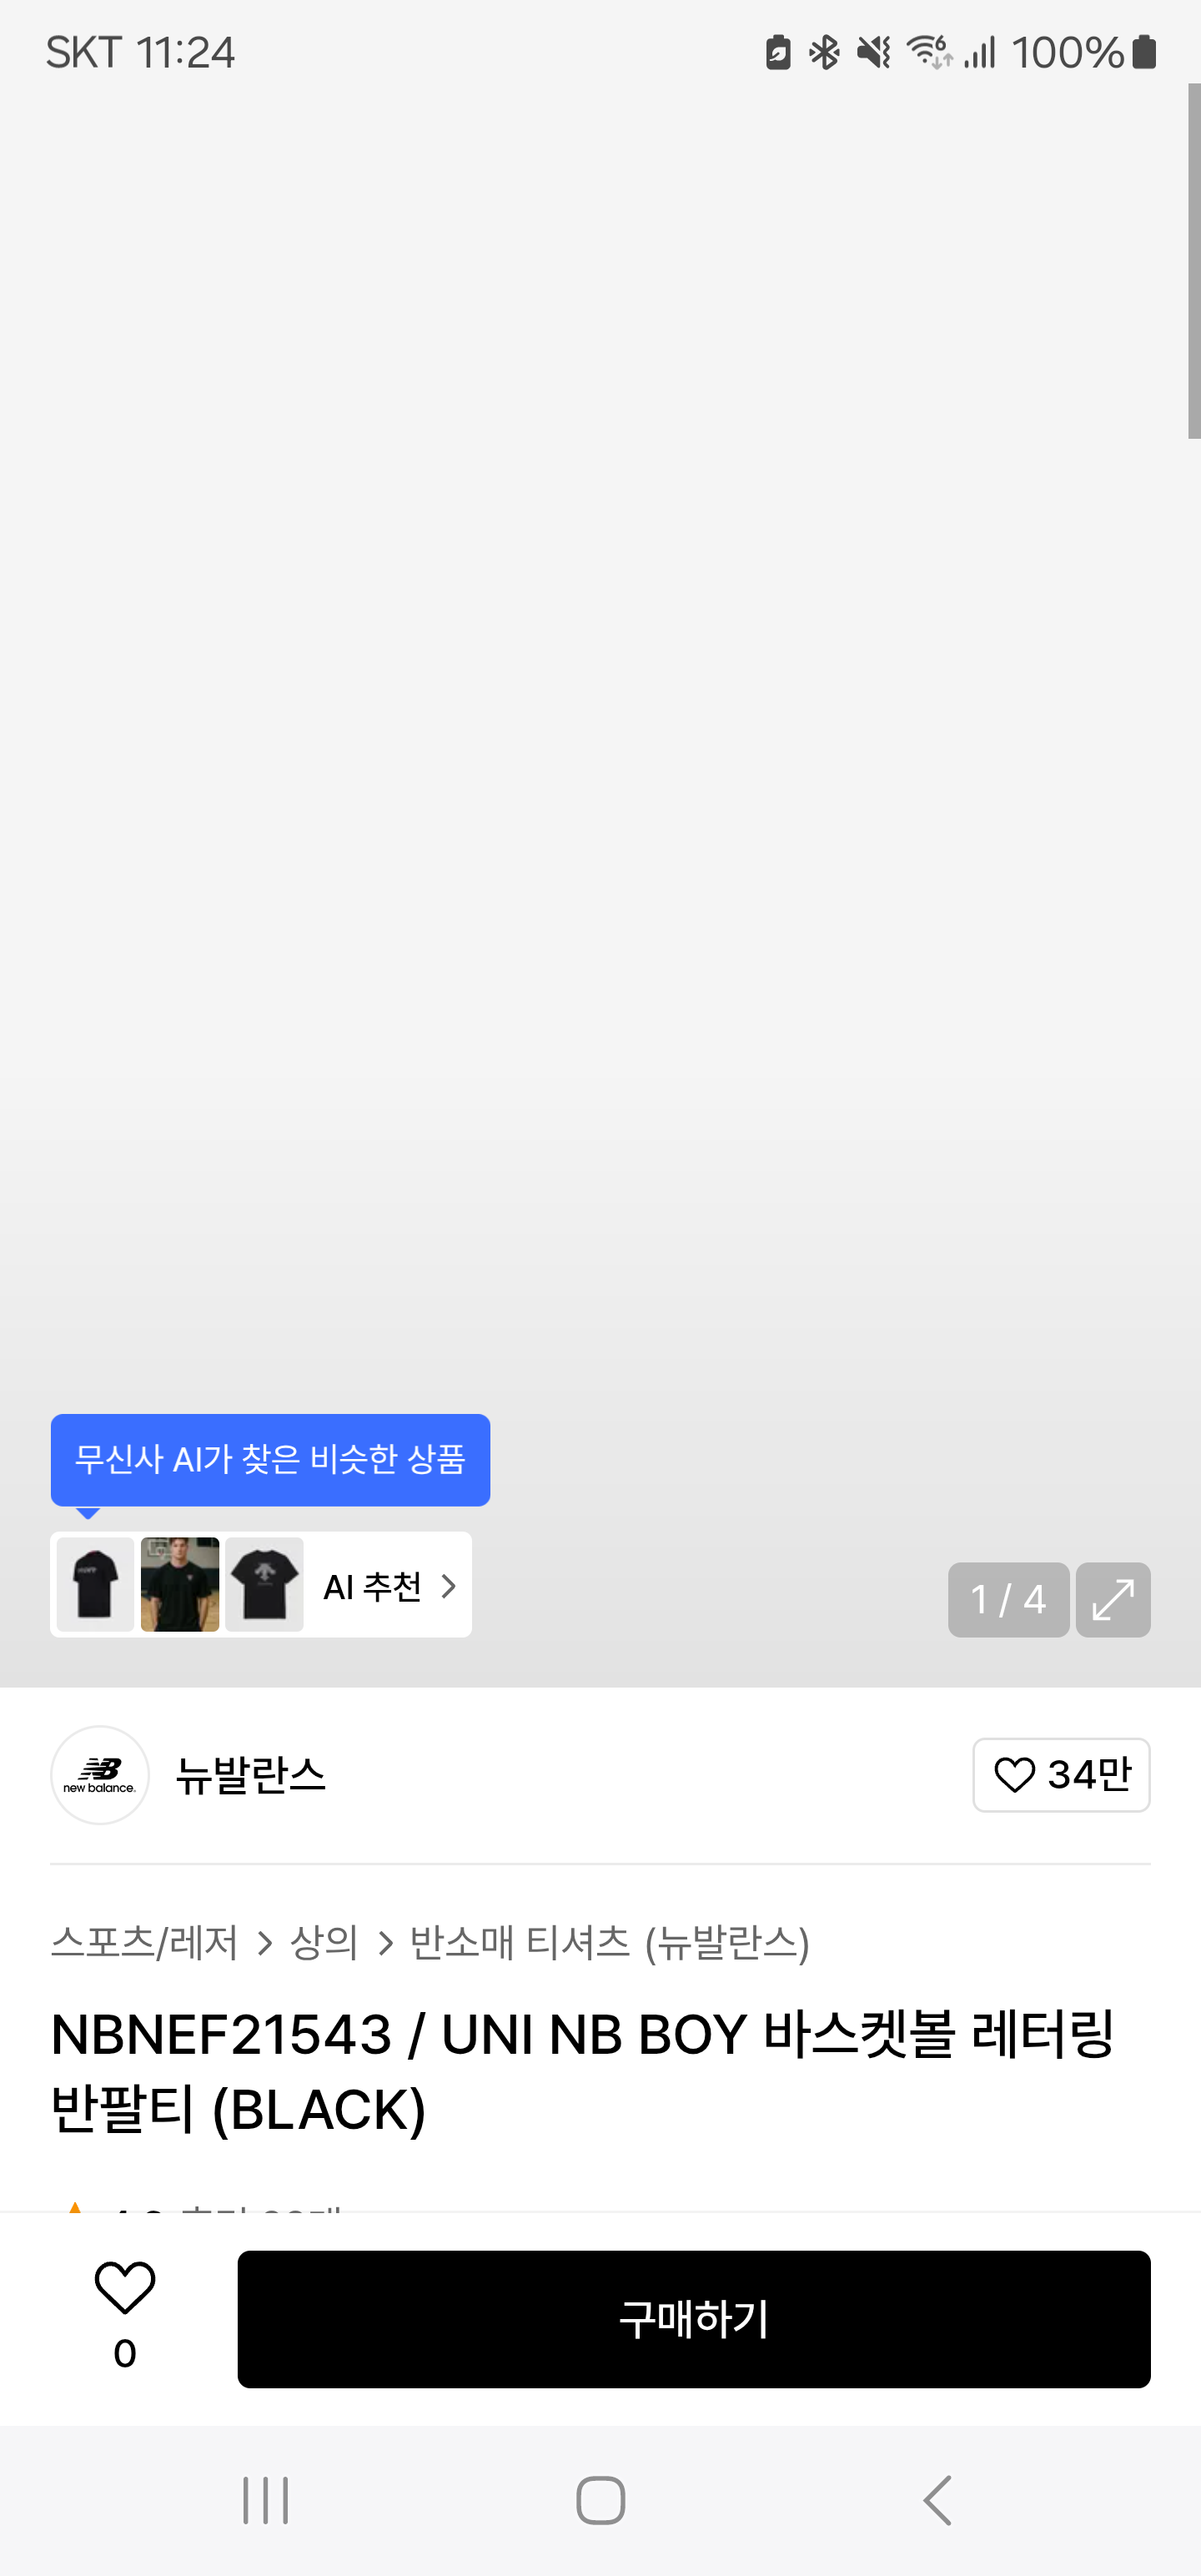 SKT 11:24
6
100%
무신사 AI가 찾은 비슷한 상품
AI 추천
1 / 4
new balance.
뉴발란스
34만
스포츠/레저 > 상의 > 반소매 티셔츠 (뉴발란스)
NBNEF21543 / UNI NB BOY 바스켓볼 레터링
반팔티 (BLACK)
0
구매하기